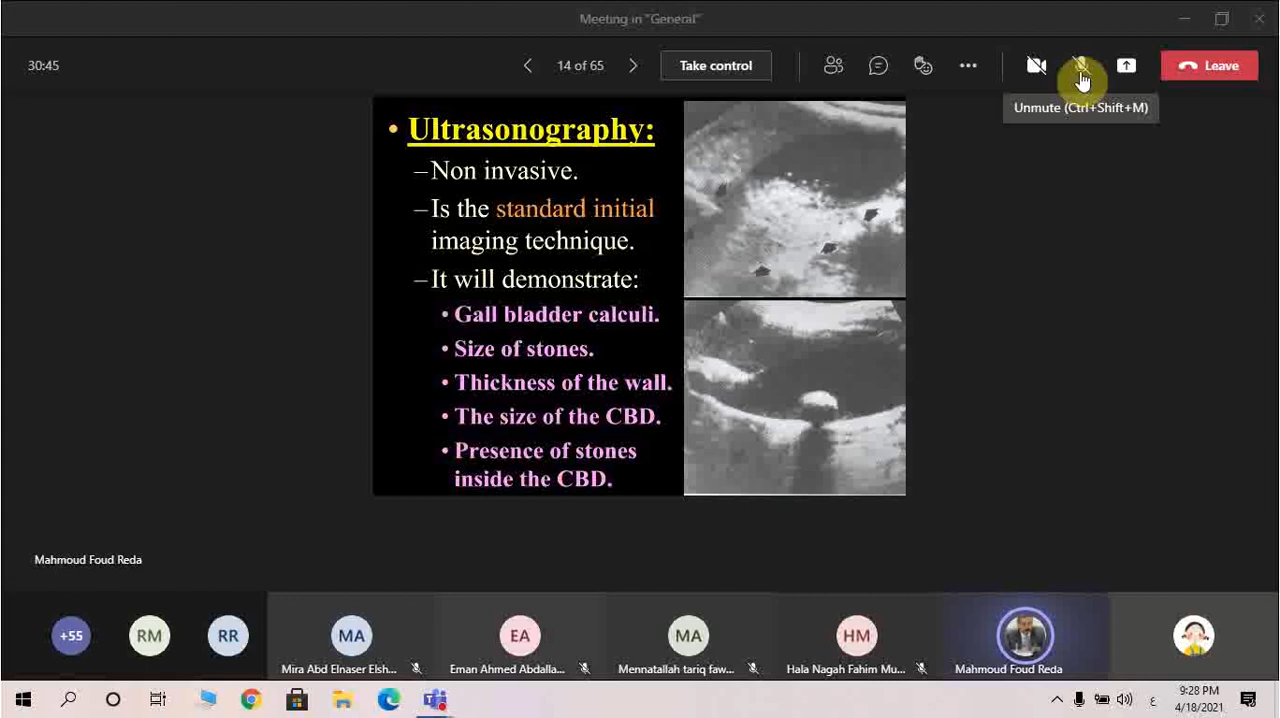 Meeting in "General"
30:45
14 of 65
Take control
Leave
Unmute (Ctrl+Shift+M)
• Ultrasonography:
–Non invasive.
–Is the standard initial
imaging technique.
–It will demonstrate:
• Gall bladder calculi.
• Size of stones.
• Thickness of the wall.
• The size of the CBD.
• Presence of stones
inside the CBD.
Mahmoud Foud Reda
+55
RM
RR
MA
EA
MA
HM
Mira Abd Elnaser Elsh...
Eman Ahmed Abdalla...
Mennatallah tariq faw...
Hala Nagah Fahim Mu...
Mahmoud Foud Reda
ع
9:28 PM
4/18/2021